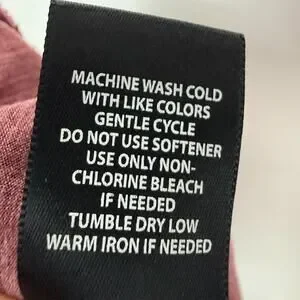 MACHINE WASH COLD
WITH LIKE COLORS
GENTLE CYCLE
DO NOT USE SOFTENER
USE ONLY NON-
CHLORINE BLEACH
IF NEEDED
TUMBLE DRY LOW
WARM IRON IF NEEDED